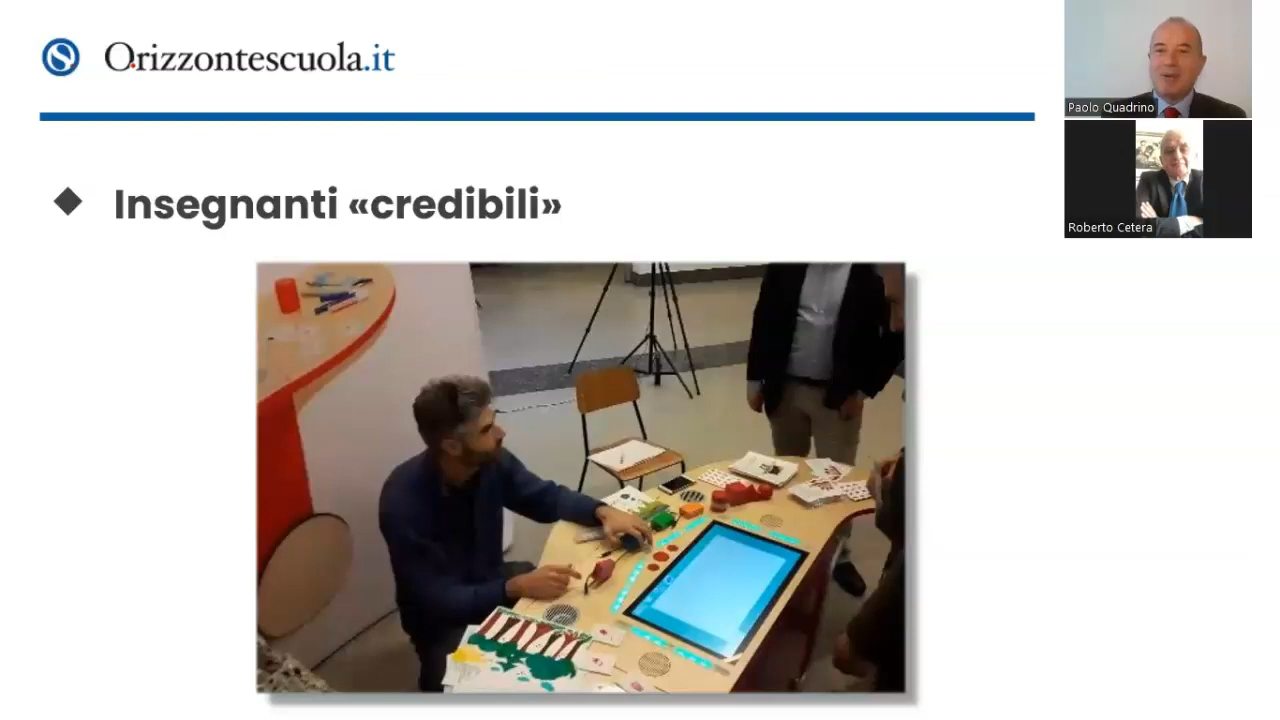 Orizzontescuola.it
Insegnanti «credibili»
Paolo Quadrino
Roberto Cetera